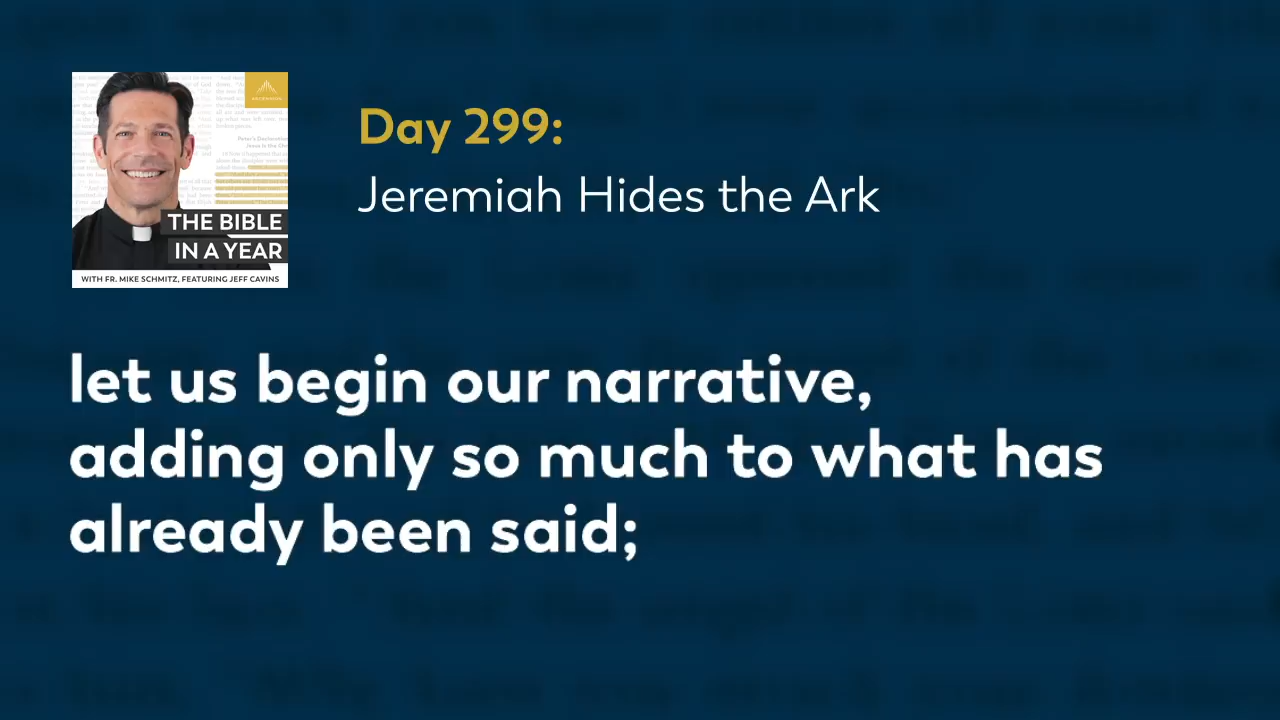 Day 299:
Jeremiah Hides the Ark
THE BIBLE
IN A YEAR
WITH FR. MIKE SCHMITZ, FEATURING JEFF CAVINS
let us begin our narrative,
adding only so much to what has
already been said;